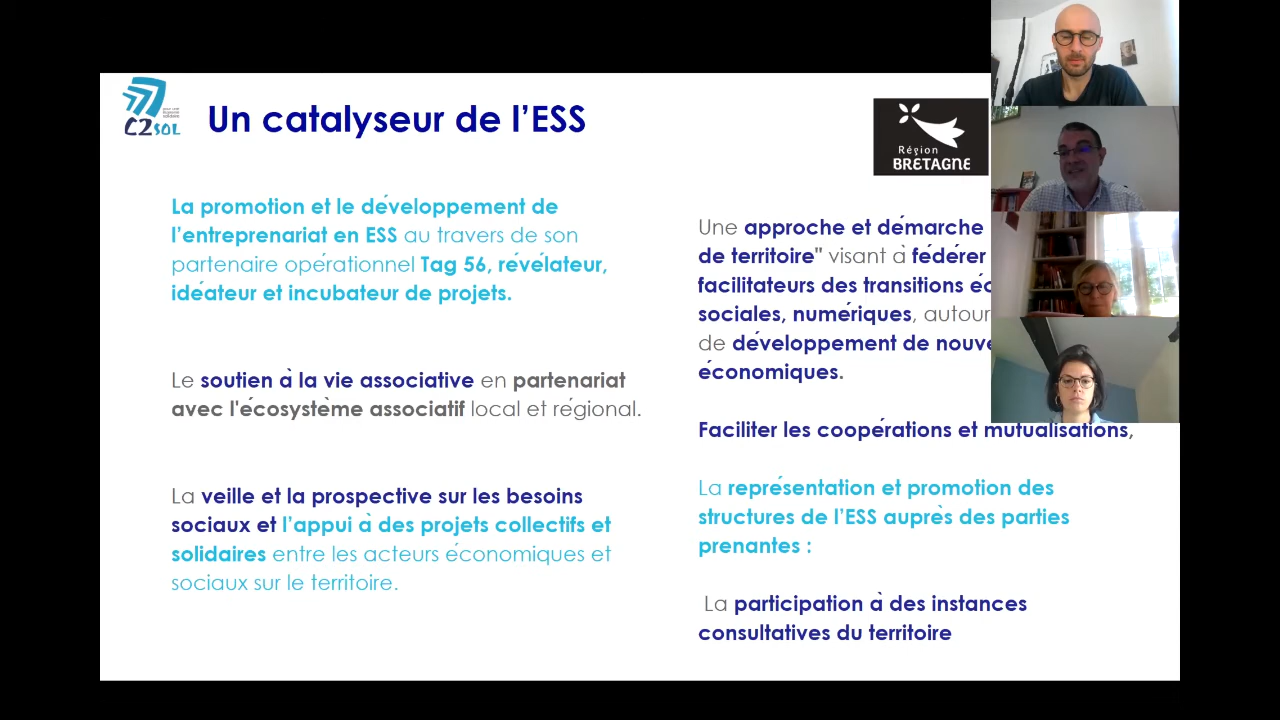 C2SOL
Un catalyseur de l'ESS
Région
BRETAGNE
La promotion et le développement de
l'entreprenariat en ESS au travers de son
partenaire opérationnel Tag 56, révélateur,
idéateur et incubateur de projets.
Le soutien à la vie associative en partenariat
avec l'écosystème associatif local et régional.
La veille et la prospective sur les besoins
sociaux et l'appui à des projets collectifs et
solidaires entre les acteurs économiques et
sociaux sur le territoire.
Une approche et démarche
de territoire" visant à fédérer
facilitateurs des transitions
sociales, numériques, autour
de développement de
économiques.
Faciliter les coopérations et mutualisations,
La représentation et promotion des
structures de l'ESS auprès des parties
prenantes :
La participation à des instances
consultatives du territoire